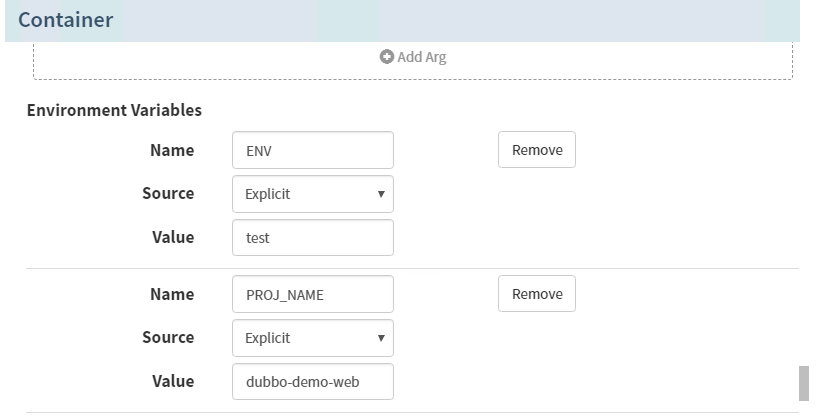 Container
Add Arg
Environment Variables
Name ENV Remove
Source Explicit
Value test
Name PROJ_NAME Remove
Source Explicit
Value dubbo-demo-web